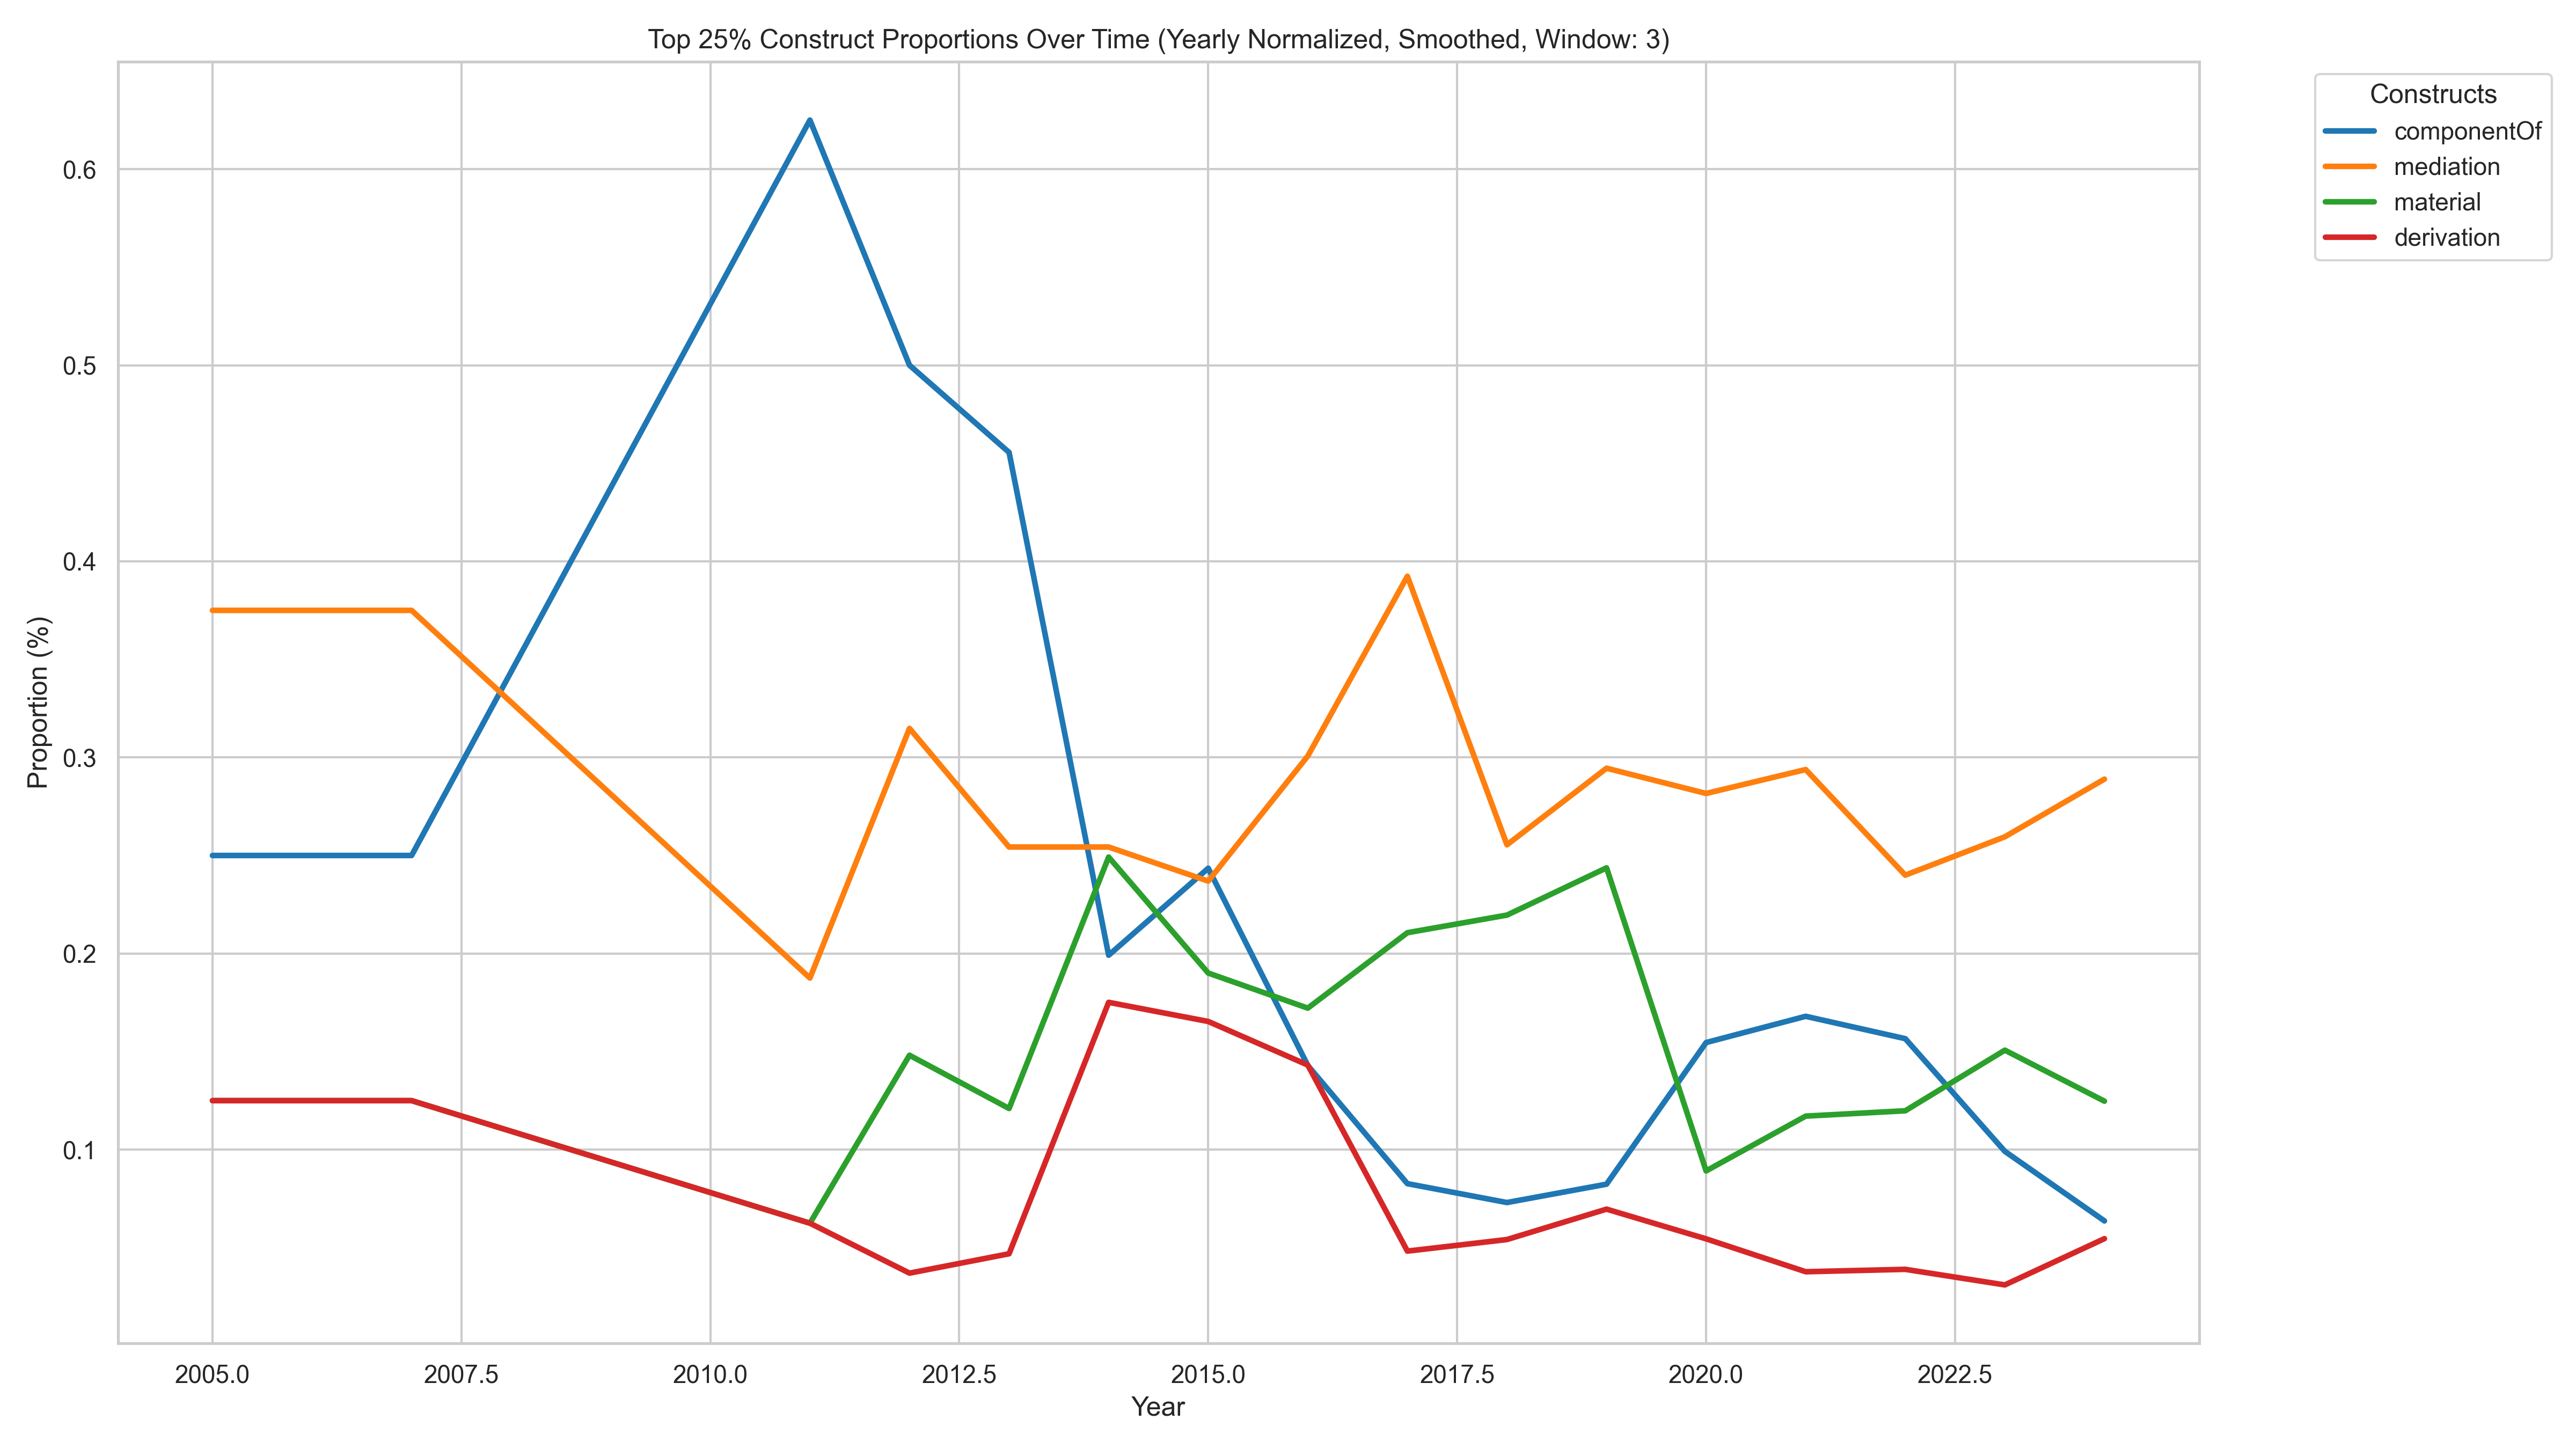 Top 25% Construct Proportions Over Time (Yearly Normalized, Smoothed, Window: 3)
Constructs
componentOf
mediation
material
derivation
Proportion (%)
0.6
0.5
0.4
0.3
0.2
0.1
2005.0 2007.5 2010.0 2012.5 2015.0 2017.5 2020.0 2022.5
Year